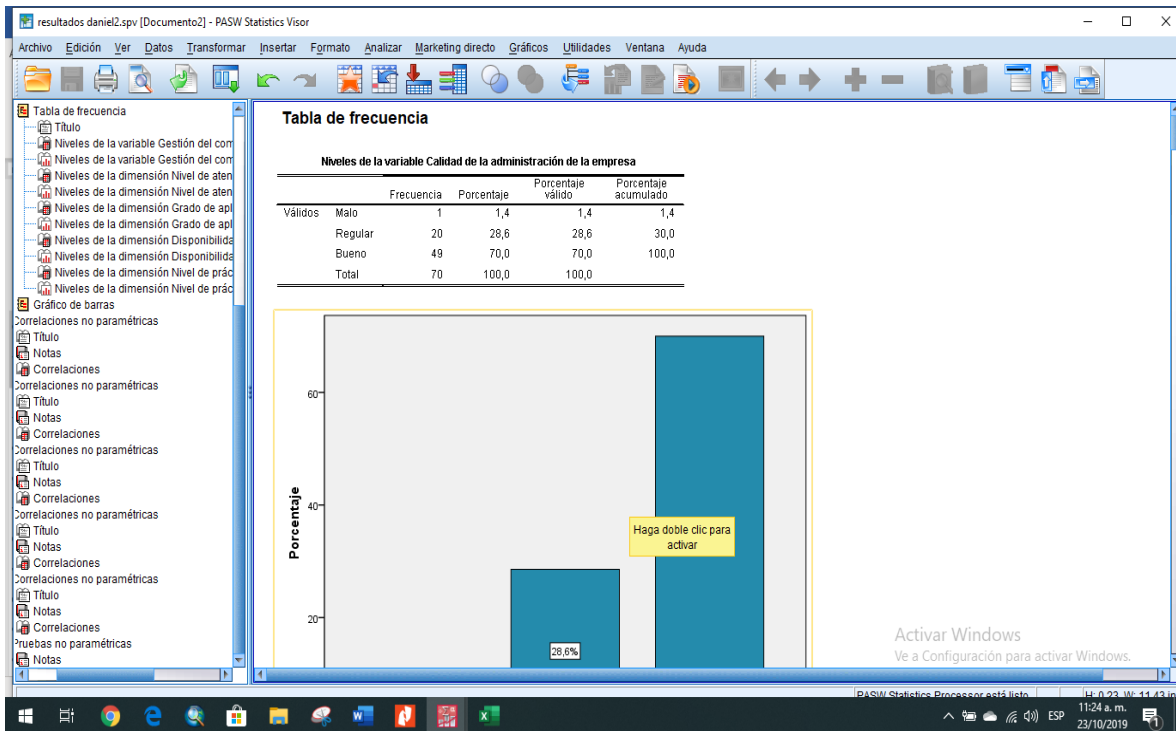 resultados daniel2.spv [Documento2] - PASW Statistics Visor
Archivo Edición Ver Datos Transformar Insertar Formato Analizar Marketing directo Gráficos Utilidades Ventana Ayuda
Tabla de frecuencia
Título
Niveles de la variable Gestión del com
Niveles de la variable Gestión del com
Niveles de la dimensión Nivel de aten
Niveles de la dimensión Nivel de aten
Niveles de la dimensión Grado de apl
Niveles de la dimensión Grado de apl
Niveles de la dimensión Disponibilida
Niveles de la dimensión Disponibilida
Niveles de la dimensión Nivel de prác
Niveles de la dimensión Nivel de prác
Gráfico de barras
Correlaciones no paramétricas
Título
Notas
Correlaciones
Correlaciones no paramétricas
Título
Notas
Correlaciones
Correlaciones no paramétricas
Título
Notas
Correlaciones
Correlaciones no paramétricas
Título
Notas
Correlaciones
Correlaciones no paramétricas
Título
Notas
Correlaciones
Pruebas no paramétricas
Notas
Tabla de frecuencia
Niveles de la variable Calidad de la administración de la empresa
Frecuencia Porcentaje Porcentaje válido Porcentaje acumulado
Válidos Malo 1 1,4 1,4 1,4
Regular 20 28,6 28,6 30,0
Bueno 49 70,0 70,0 100,0
Total 70 100,0 100,0
Porcentaje
60
40
20
28,6%
Haga doble clic para
activar
Activar Windows
Ve a Configuración para activar Windows.
PASW Statistics Processor está listo H: 0.23, W: 11.43 in
ESP
11:24 a. m.
23/10/2019